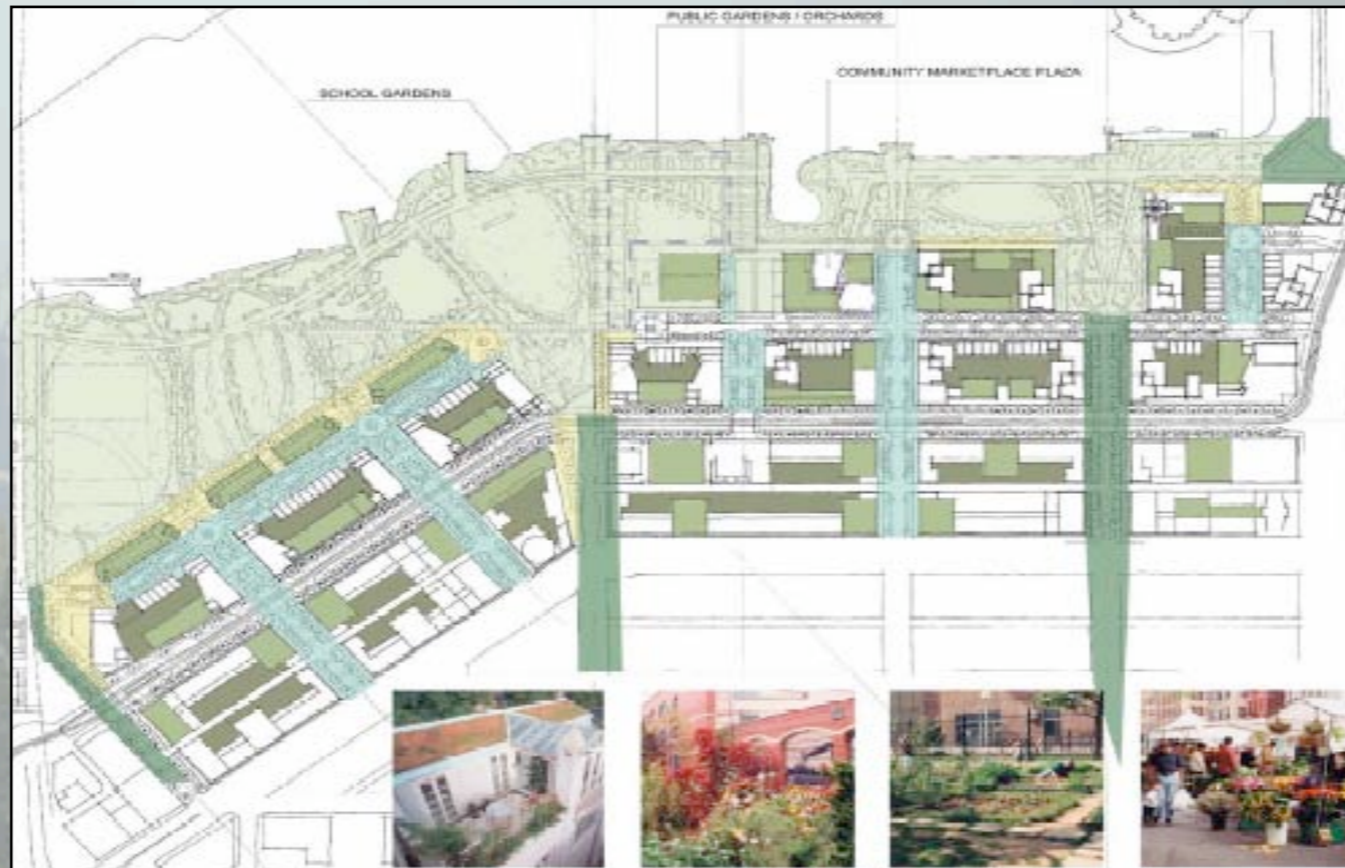 PUBLIC GARDENS / ORCHARDS
COMMUNITY MARKETPLACE PLAZA
SCHOOL GARDENS